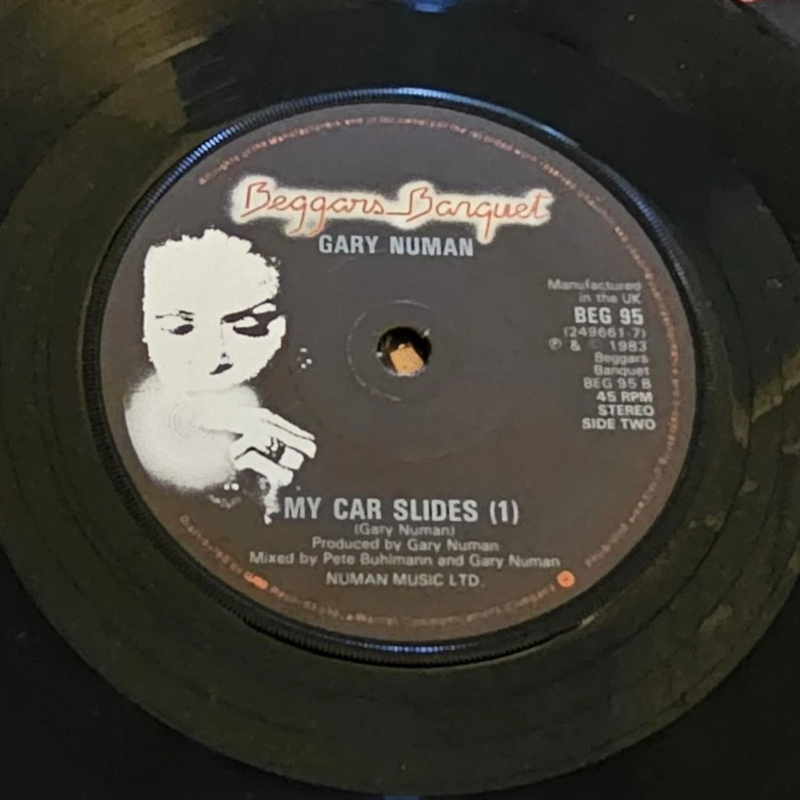 Beggars Banquet
GARY NUMAN
Manufactured
in the UK
BEG 95
(249661-7)
℗ & © 1983
Beggars
Banquet
BEG 95 B
45 RPM
STEREO
SIDE TWO
MY CAR SLIDES (1)
(Gary Numan)
Produced by Gary Numan
Mixed by Pete Buhlmann and Gary Numan
NUMAN MUSIC LTD